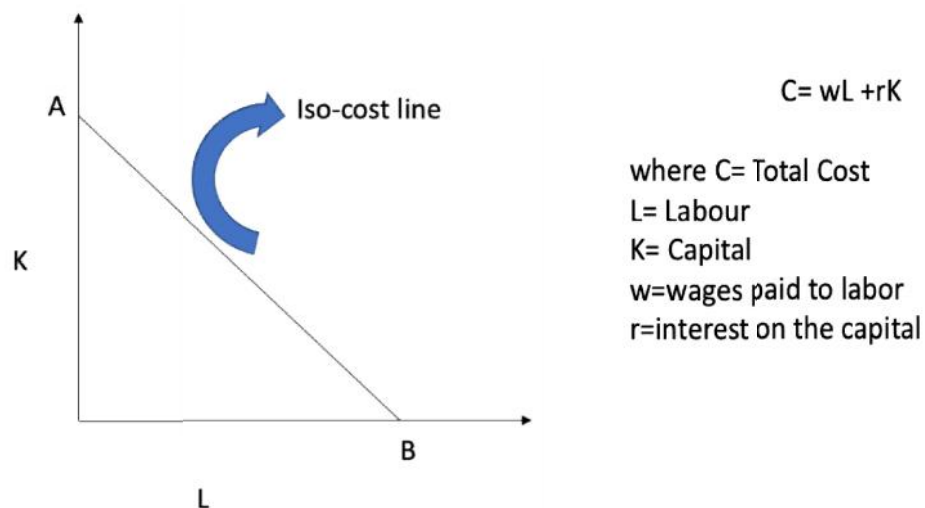 A
Iso-cost line
K
B
L
C= wL +rK
where C= Total Cost
L= Labour
K= Capital
w=wages paid to labor
r=interest on the capital